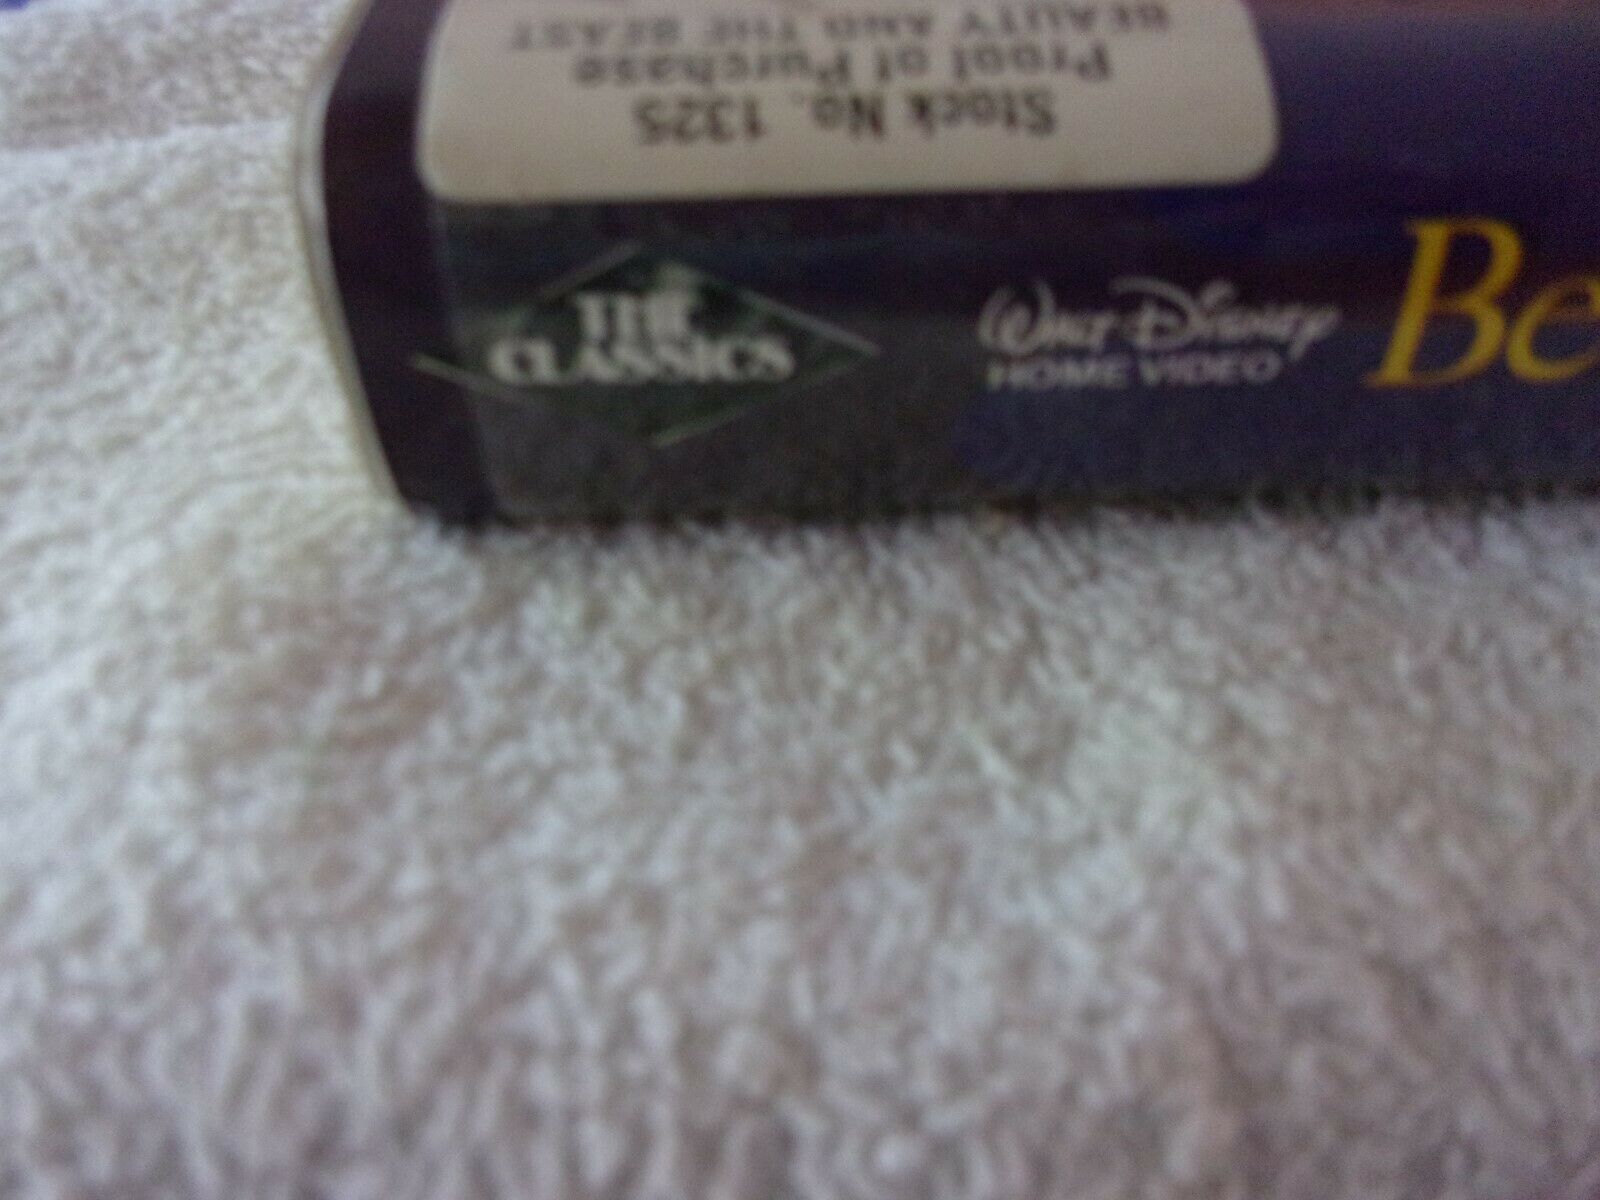 Stock No. 1325
Proof of Purchase
BEAUTY AND THE BEAST
THE
CLASSICS
WALT DISNEY
HOME VIDEO
Be